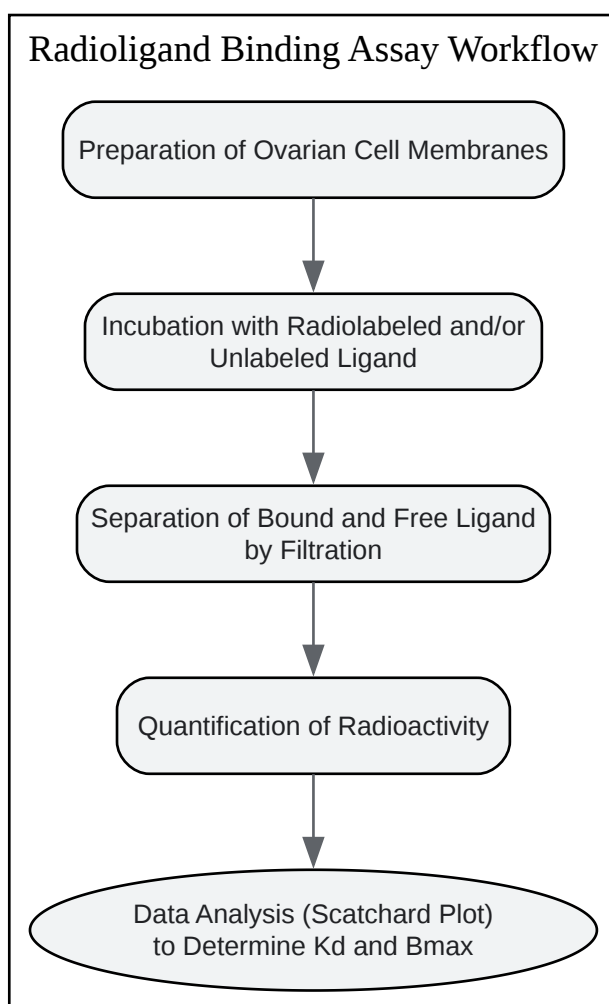 Radioligand Binding Assay Workflow
Preparation of Ovarian Cell Membranes
Incubation with Radiolabeled and/or
Unlabeled Ligand
Separation of Bound and Free Ligand
by Filtration
Quantification of Radioactivity
Data Analysis (Scatchard Plot)
to Determine Kd and Bmax